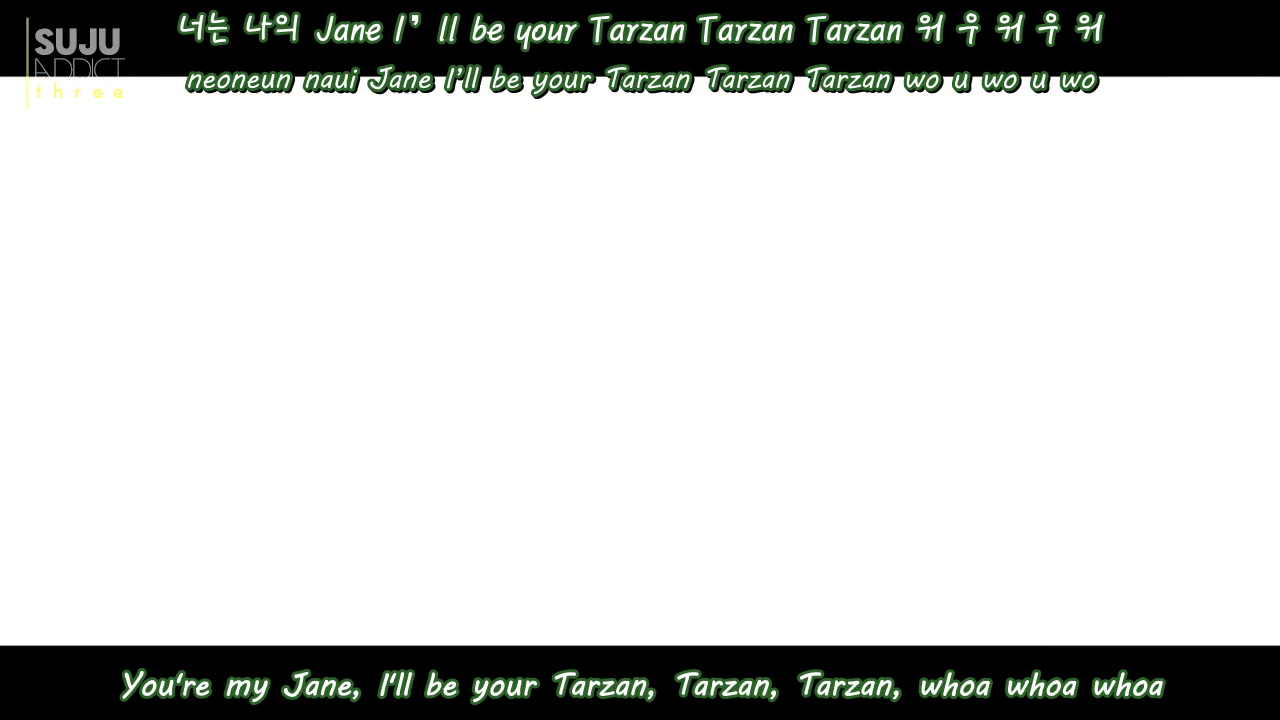 너는 나의 Jane I’ll be your Tarzan Tarzan Tarzan 워 우 워 우 워
neoneun naui Jane I’ll be your Tarzan Tarzan Tarzan wo u wo u wo
SUJU
ADDICT
three
You're my Jane, I'll be your Tarzan, Tarzan, Tarzan, whoa whoa whoa